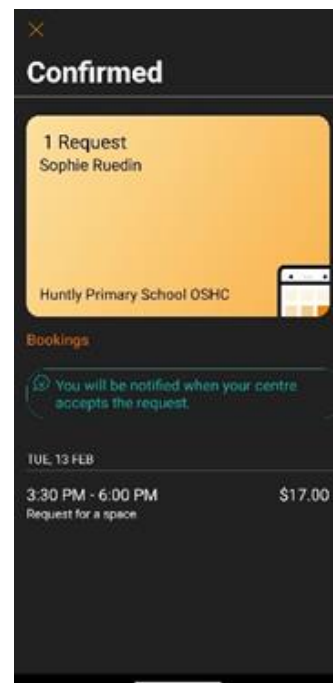 Confirmed
1 Request
Sophie Ruedin
Huntly Primary School OSHC
Bookings
You will be notified when your centre
accepts the request.
TUE, 13 FEB
3:30 PM - 6:00 PM $17.00
Request for a space